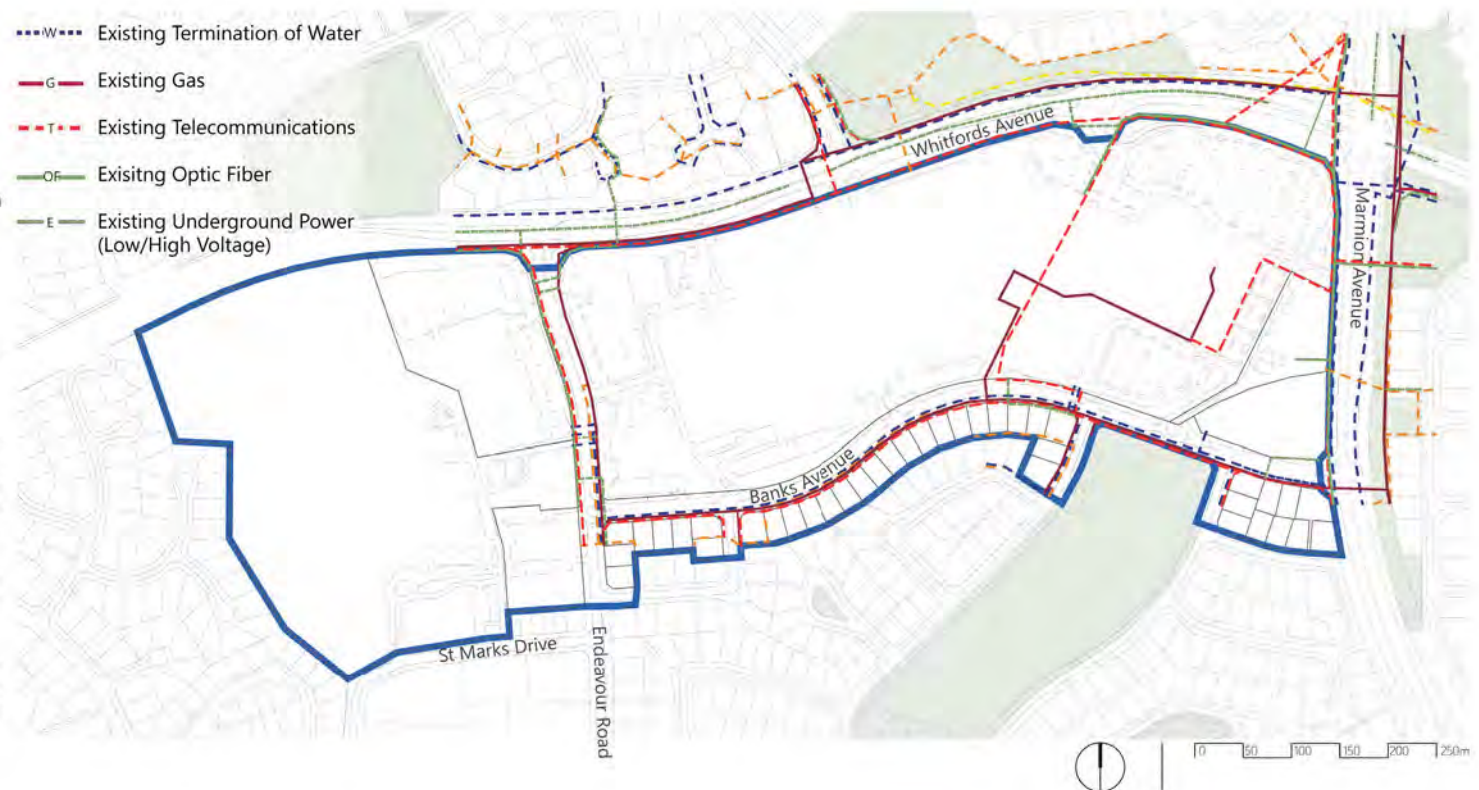 W Existing Termination of Water
G Existing Gas
T Existing Telecommunications
OF Exisitng Optic Fiber
E Existing Underground Power
(Low/High Voltage)
Whitfords Avenue
Marmion Avenue
Banks Avenue
St Marks Drive
Endeavour Road
0 50 100 150 200 250m